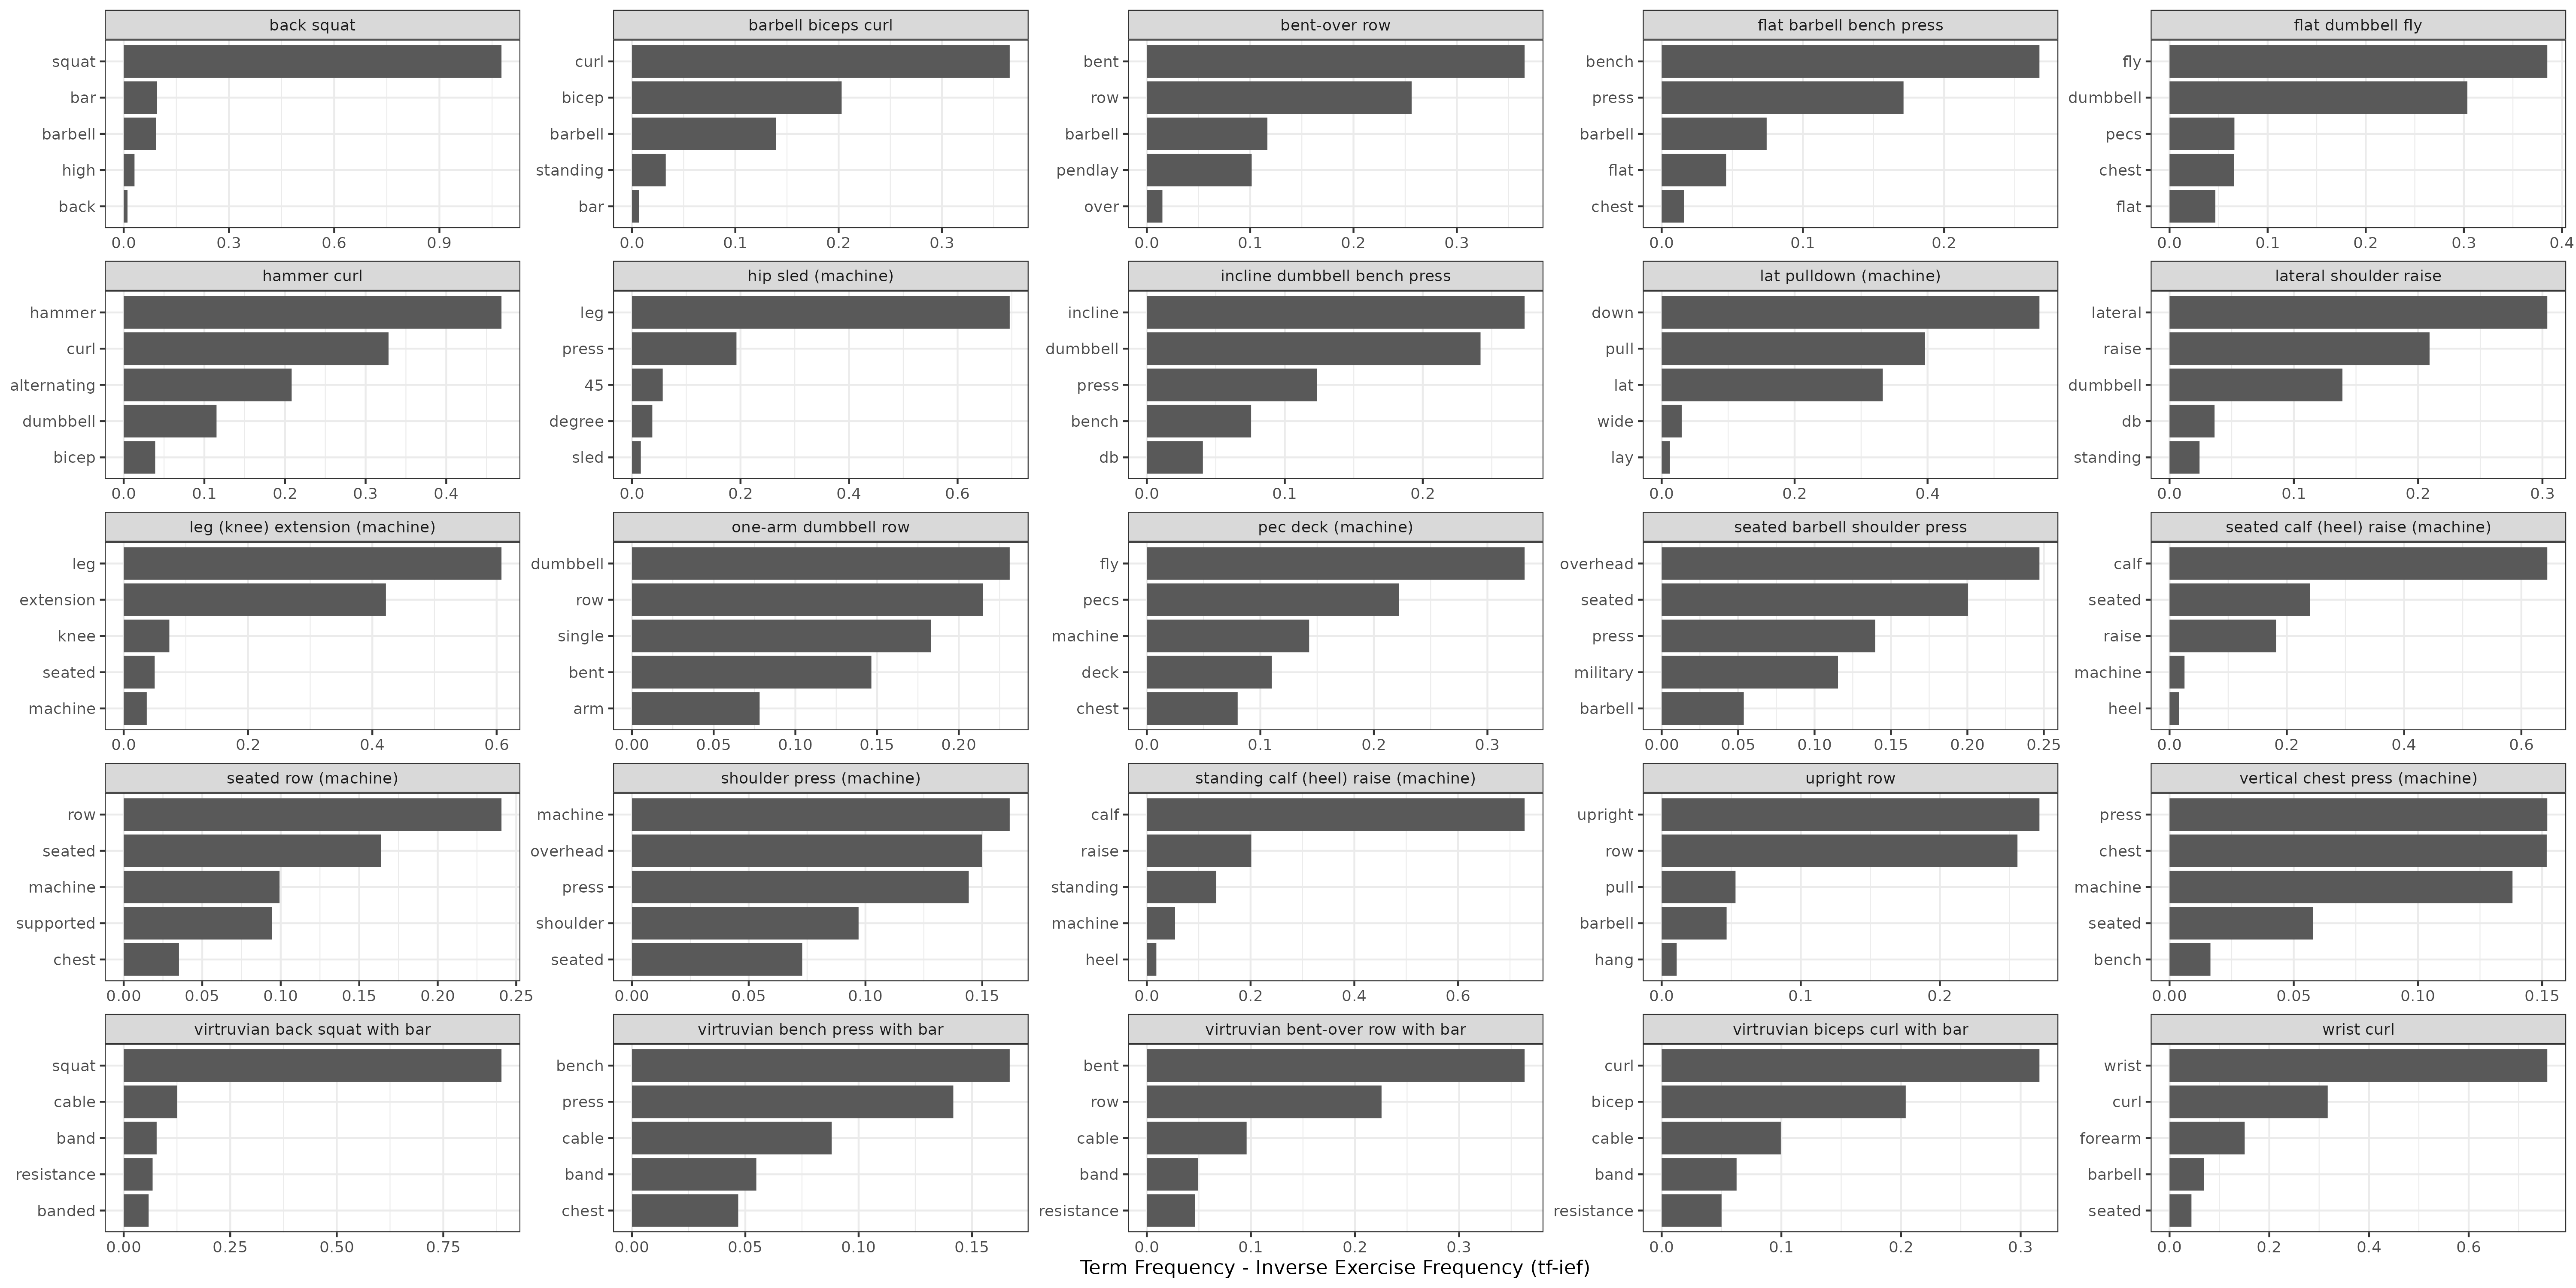 back squat
squat
bar
barbell
high
back
0.0 0.3 0.6 0.9
barbell biceps curl
curl
bicep
barbell
standing
bar
0.0 0.1 0.2 0.3
bent-over row
bent
row
barbell
pendlay
over
0.0 0.1 0.2 0.3
flat barbell bench press
bench
press
barbell
flat
chest
0.0 0.1 0.2
flat dumbbell fly
fly
dumbbell
pecs
chest
flat
0.0 0.1 0.2 0.3 0.4
hammer curl
hammer
curl
alternating
dumbbell
bicep
0.0 0.1 0.2 0.3 0.4
hip sled (machine)
leg
press
45
degree
sled
0.0 0.2 0.4 0.6
incline dumbbell bench press
incline
dumbbell
press
bench
db
0.0 0.1 0.2
lat pulldown (machine)
down
pull
lat
wide
lay
0.0 0.2 0.4
lateral shoulder raise
lateral
raise
dumbbell
db
standing
0.0 0.1 0.2 0.3
leg (knee) extension (machine)
leg
extension
knee
seated
machine
0.0 0.2 0.4 0.6
one-arm dumbbell row
dumbbell
row
single
bent
arm
0.00 0.05 0.10 0.15 0.20
pec deck (machine)
fly
pecs
machine
deck
chest
0.0 0.1 0.2 0.3
seated barbell shoulder press
overhead
seated
press
military
barbell
0.00 0.05 0.10 0.15 0.20 0.25
seated calf (heel) raise (machine)
calf
seated
raise
machine
heel
0.0 0.2 0.4 0.6
seated row (machine)
row
seated
machine
supported
chest
0.00 0.05 0.10 0.15 0.20 0.25
shoulder press (machine)
machine
overhead
press
shoulder
seated
0.00 0.05 0.10 0.15
standing calf (heel) raise (machine)
calf
raise
standing
machine
heel
0.0 0.2 0.4 0.6
upright row
upright
row
pull
barbell
hang
0.0 0.1 0.2
vertical chest press (machine)
press
chest
machine
seated
bench
0.00 0.05 0.10 0.15
virtruvian back squat with bar
squat
cable
band
resistance
banded
0.00 0.25 0.50 0.75
virtruvian bench press with bar
bench
press
cable
band
chest
0.00 0.05 0.10 0.15
virtruvian bent-over row with bar
bent
row
cable
band
resistance
0.0 0.1 0.2 0.3
virtruvian biceps curl with bar
curl
bicep
cable
band
resistance
0.0 0.1 0.2 0.3
wrist curl
wrist
curl
forearm
barbell
seated
0.0 0.2 0.4 0.6
Term Frequency - Inverse Exercise Frequency (tf-ief)